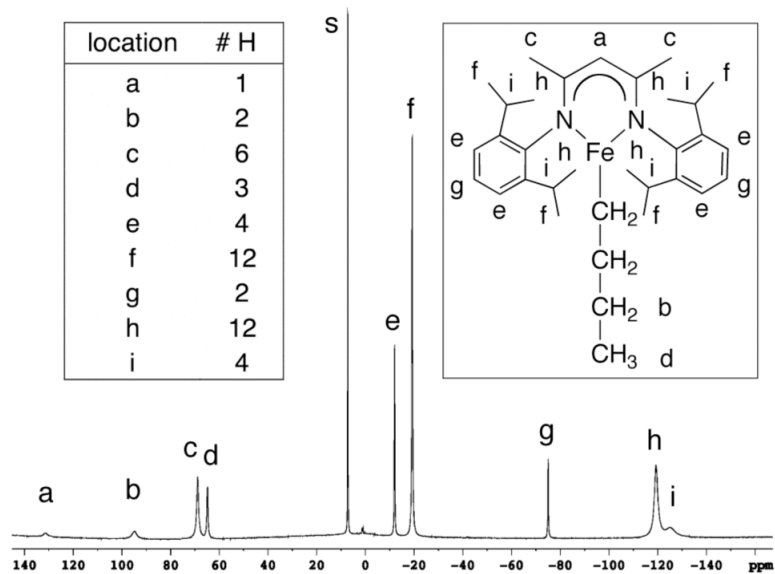 location # H
a 1
b 2
c 6
d 3
e 4
f 12
g 2
h 12
i 4
s
f
e
c
d
a
b
g
h
i
c a c
f i h h i f
N N
e h Fe h e
g i i g
e f CH₂ f e
CH₂
CH₂ b
CH₃ d
140 120 100 80 60 40 20 0 -20 -40 -60 -80 -100 -120 -140 ppm